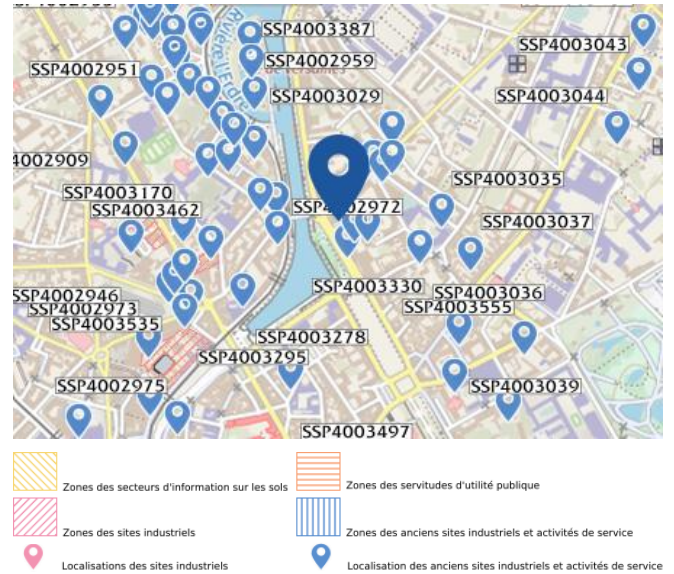 SSP4003387
SSP4003043
SSP4002959
SSP4002951
SSP4003029
SSP4003044
Rivière l'Erdre
4002909
SSP4003035
SSP4003170
SSP4003462
SSP4002972
SSP4003037
SSP4003330
SSP4002946
SSP4003036
SSP4002973
SSP4003555
SSP4003535
SSP4003278
SSP4003295
SSP4002975
SSP4003039
SSP4003497
Zones des secteurs d'information sur les sols
Zones des servitudes d'utilité publique
Zones des sites industriels
Zones des anciens sites industriels et activités de service
Localisations des sites industriels
Localisation des anciens sites industriels et activités de service